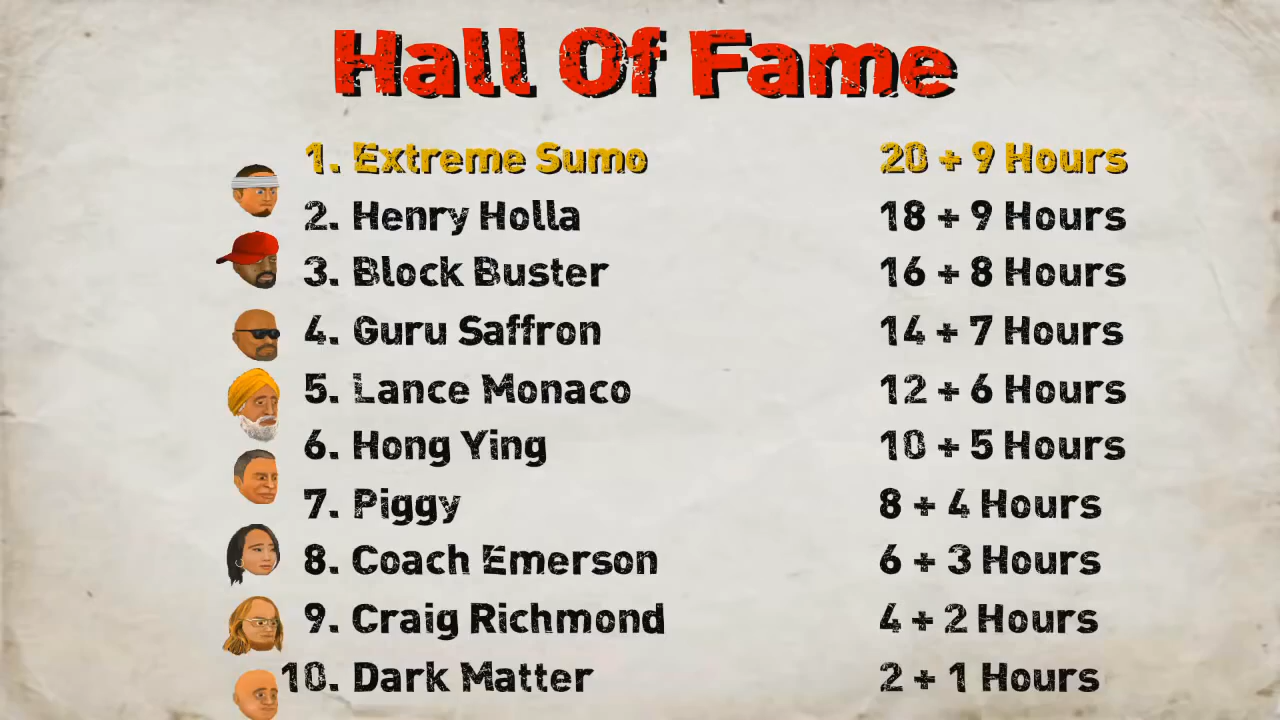 Hall Of Fame
1. Extreme Sumo 20 + 9 Hours
2. Henry Holla 18 + 9 Hours
3. Block Buster 16 + 8 Hours
4. Guru Saffron 14 + 7 Hours
5. Lance Monaco 12 + 6 Hours
6. Hong Ying 10 + 5 Hours
7. Piggy 8 + 4 Hours
8. Coach Emerson 6 + 3 Hours
9. Craig Richmond 4 + 2 Hours
10. Dark Matter 2 + 1 Hours